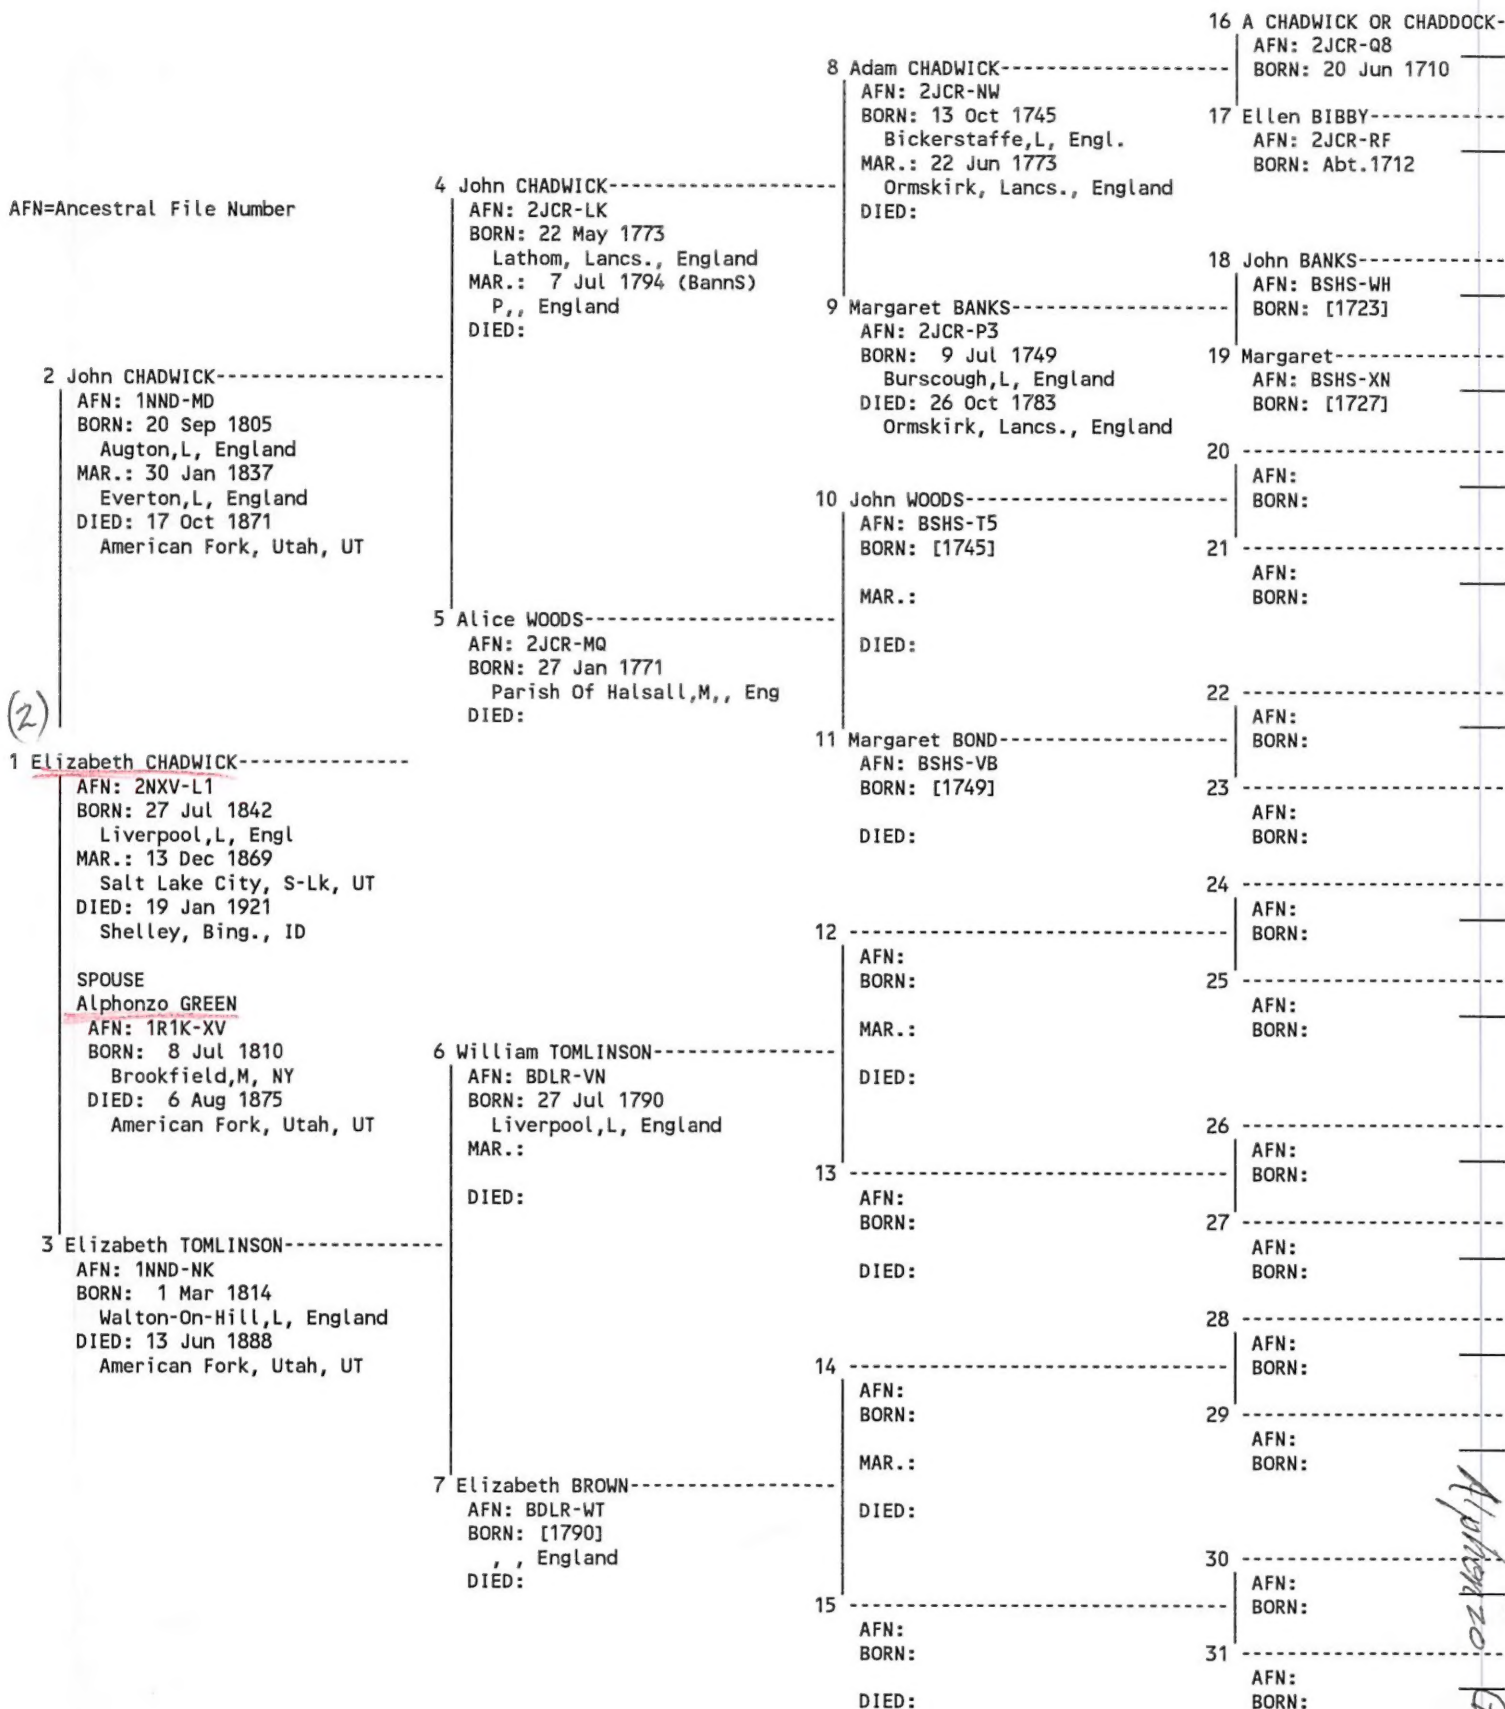 AFN=Ancestral File Number
(2)
1 Elizabeth CHADWICK--------------
AFN: 2NXV-L1
BORN: 27 Jul 1842
Liverpool,L, Engl
MAR.: 13 Dec 1869
Salt Lake City, S-Lk, UT
DIED: 19 Jan 1921
Shelley, Bing., ID
SPOUSE
Alphonzo GREEN
AFN: 1R1K-XV
BORN:  8 Jul 1810
Brookfield,M, NY
DIED:  6 Aug 1875
American Fork, Utah, UT
2 John CHADWICK-------------------
AFN: 1NND-MD
BORN: 20 Sep 1805
Augton,L, England
MAR.: 30 Jan 1837
Everton,L, England
DIED: 17 Oct 1871
American Fork, Utah, UT
3 Elizabeth TOMLINSON-------------
AFN: 1NND-NK
BORN:  1 Mar 1814
Walton-On-Hill,L, England
DIED: 13 Jun 1888
American Fork, Utah, UT
4 John CHADWICK-------------------
AFN: 2JCR-LK
BORN: 22 May 1773
Lathom, Lancs., England
MAR.:  7 Jul 1794 (BannS)
P,, England
DIED:
5 Alice WOODS---------------------
AFN: 2JCR-MQ
BORN: 27 Jan 1771
Parish Of Halsall,M,, Eng
DIED:
6 William TOMLINSON---------------
AFN: BDLR-VN
BORN: 27 Jul 1790
Liverpool,L, England
MAR.:
DIED:
7 Elizabeth BROWN-----------------
AFN: BDLR-WT
BORN: [1790]
, , England
DIED:
8 Adam CHADWICK-------------------
AFN: 2JCR-NW
BORN: 13 Oct 1745
Bickerstaffe,L, Engl.
MAR.: 22 Jun 1773
Ormskirk, Lancs., England
DIED:
9 Margaret BANKS------------------
AFN: 2JCR-P3
BORN:  9 Jul 1749
Burscough,L, England
DIED: 26 Oct 1783
Ormskirk, Lancs., England
10 John WOODS----------------------
AFN: BSHS-T5
BORN: [1745]
MAR.:
DIED:
11 Margaret BOND-------------------
AFN: BSHS-VB
BORN: [1749]
DIED:
12 --------------------------------
AFN:
BORN:
MAR.:
DIED:
13 --------------------------------
AFN:
BORN:
DIED:
14 --------------------------------
AFN:
BORN:
MAR.:
DIED:
15 --------------------------------
AFN:
BORN:
DIED:
16 A CHADWICK OR CHADDOCK-
AFN: 2JCR-Q8
BORN: 20 Jun 1710
17 Ellen BIBBY-----------
AFN: 2JCR-RF
BORN: Abt.1712
18 John BANKS------------
AFN: BSHS-WH
BORN: [1723]
19 Margaret--------------
AFN: BSHS-XN
BORN: [1727]
20 ----------------------
AFN:
BORN:
21 ----------------------
AFN:
BORN:
22 ----------------------
AFN:
BORN:
23 ----------------------
AFN:
BORN:
24 ----------------------
AFN:
BORN:
25 ----------------------
AFN:
BORN:
26 ----------------------
AFN:
BORN:
27 ----------------------
AFN:
BORN:
28 ----------------------
AFN:
BORN:
29 ----------------------
AFN:
BORN:
30 ----------------------
AFN:
BORN:
31 ----------------------
AFN:
BORN:
Alphonzo G